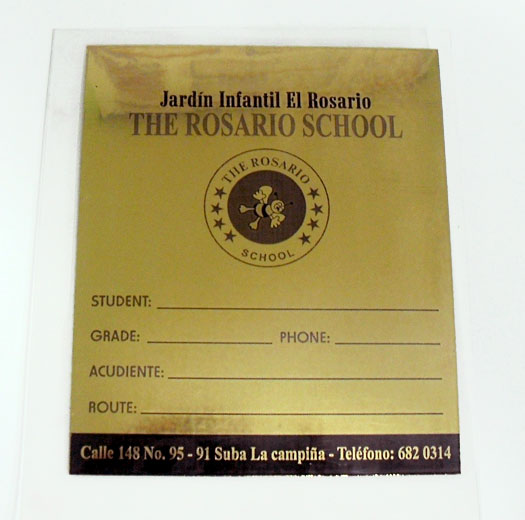 Jardín Infantil El Rosario
THE ROSARIO SCHOOL
THE ROSARIO
SCHOOL
STUDENT:
GRADE: PHONE:
ACUDIENTE:
ROUTE:
Calle 148 No. 95 - 91 Suba La campiña - Teléfono: 682 0314